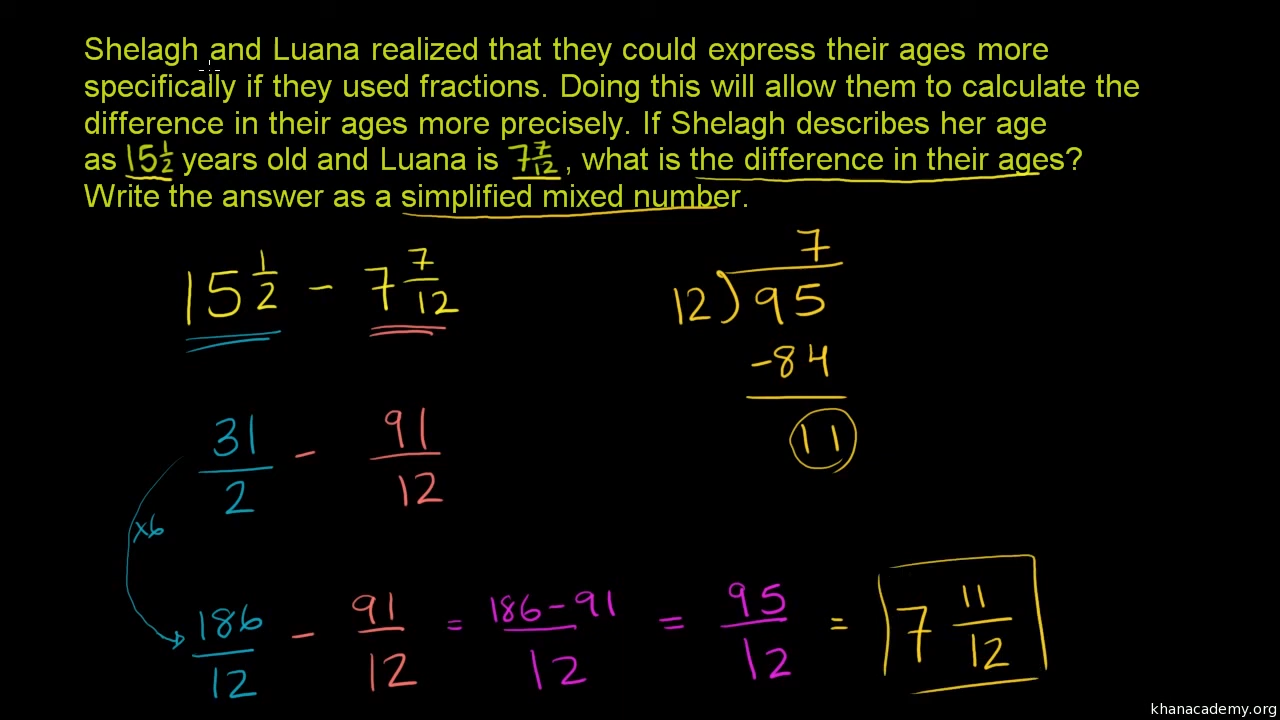 Shelagh and Luana realized that they could express their ages more
specifically if they used fractions. Doing this will allow them to calculate the
difference in their ages more precisely. If Shelagh describes her age
as 15 1/2 years old and Luana is 7 7/12, what is the difference in their ages?
Write the answer as a simplified mixed number.
15 1/2 - 7 7/12
7
12)95
-84
11
31/2 - 91/12
x6
186/12 - 91/12 = 186-91/12 = 95/12 = 7 11/12
khanacademy.org